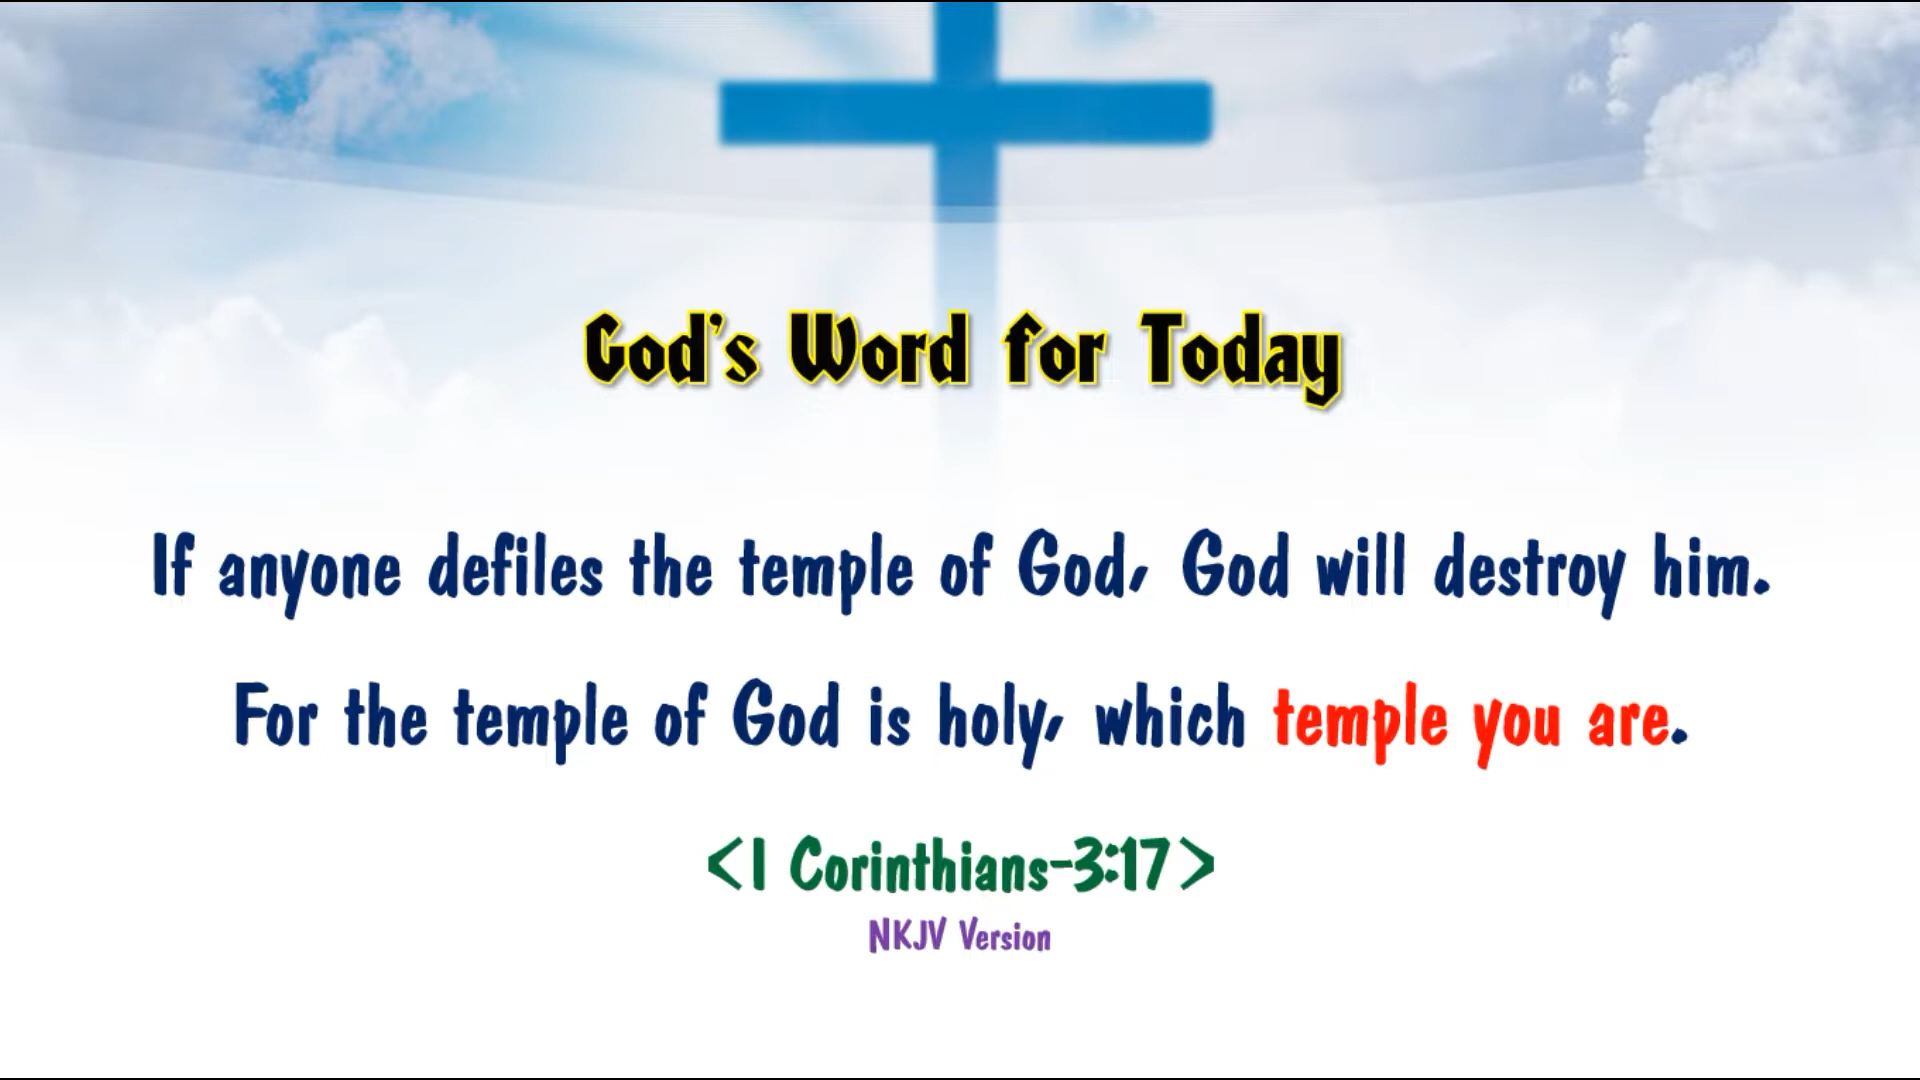 God's Word for Today
If anyone defiles the temple of God, God will destroy him.
For the temple of God is holy, which temple you are.
<1 Corinthians-3:17>
NKJV Version